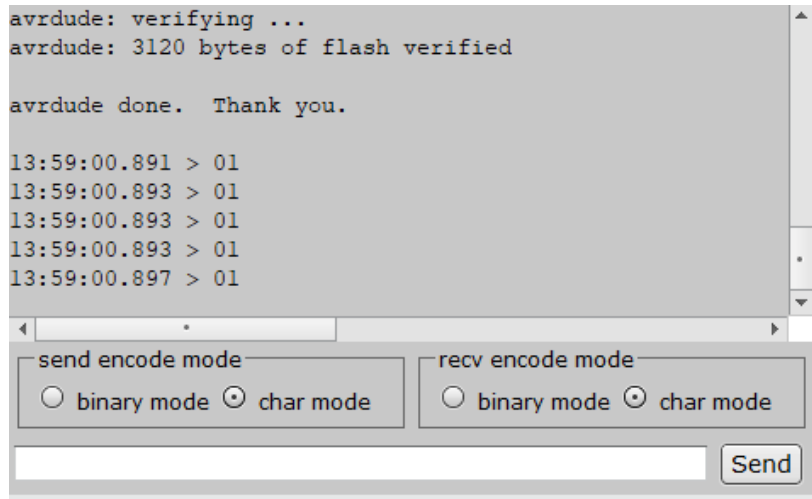 avrdude: verifying ...
avrdude: 3120 bytes of flash verified
avrdude done.  Thank you.
13:59:00.891 > 01
13:59:00.893 > 01
13:59:00.893 > 01
13:59:00.893 > 01
13:59:00.897 > 01
send encode mode
binary mode char mode
recv encode mode
binary mode char mode
Send